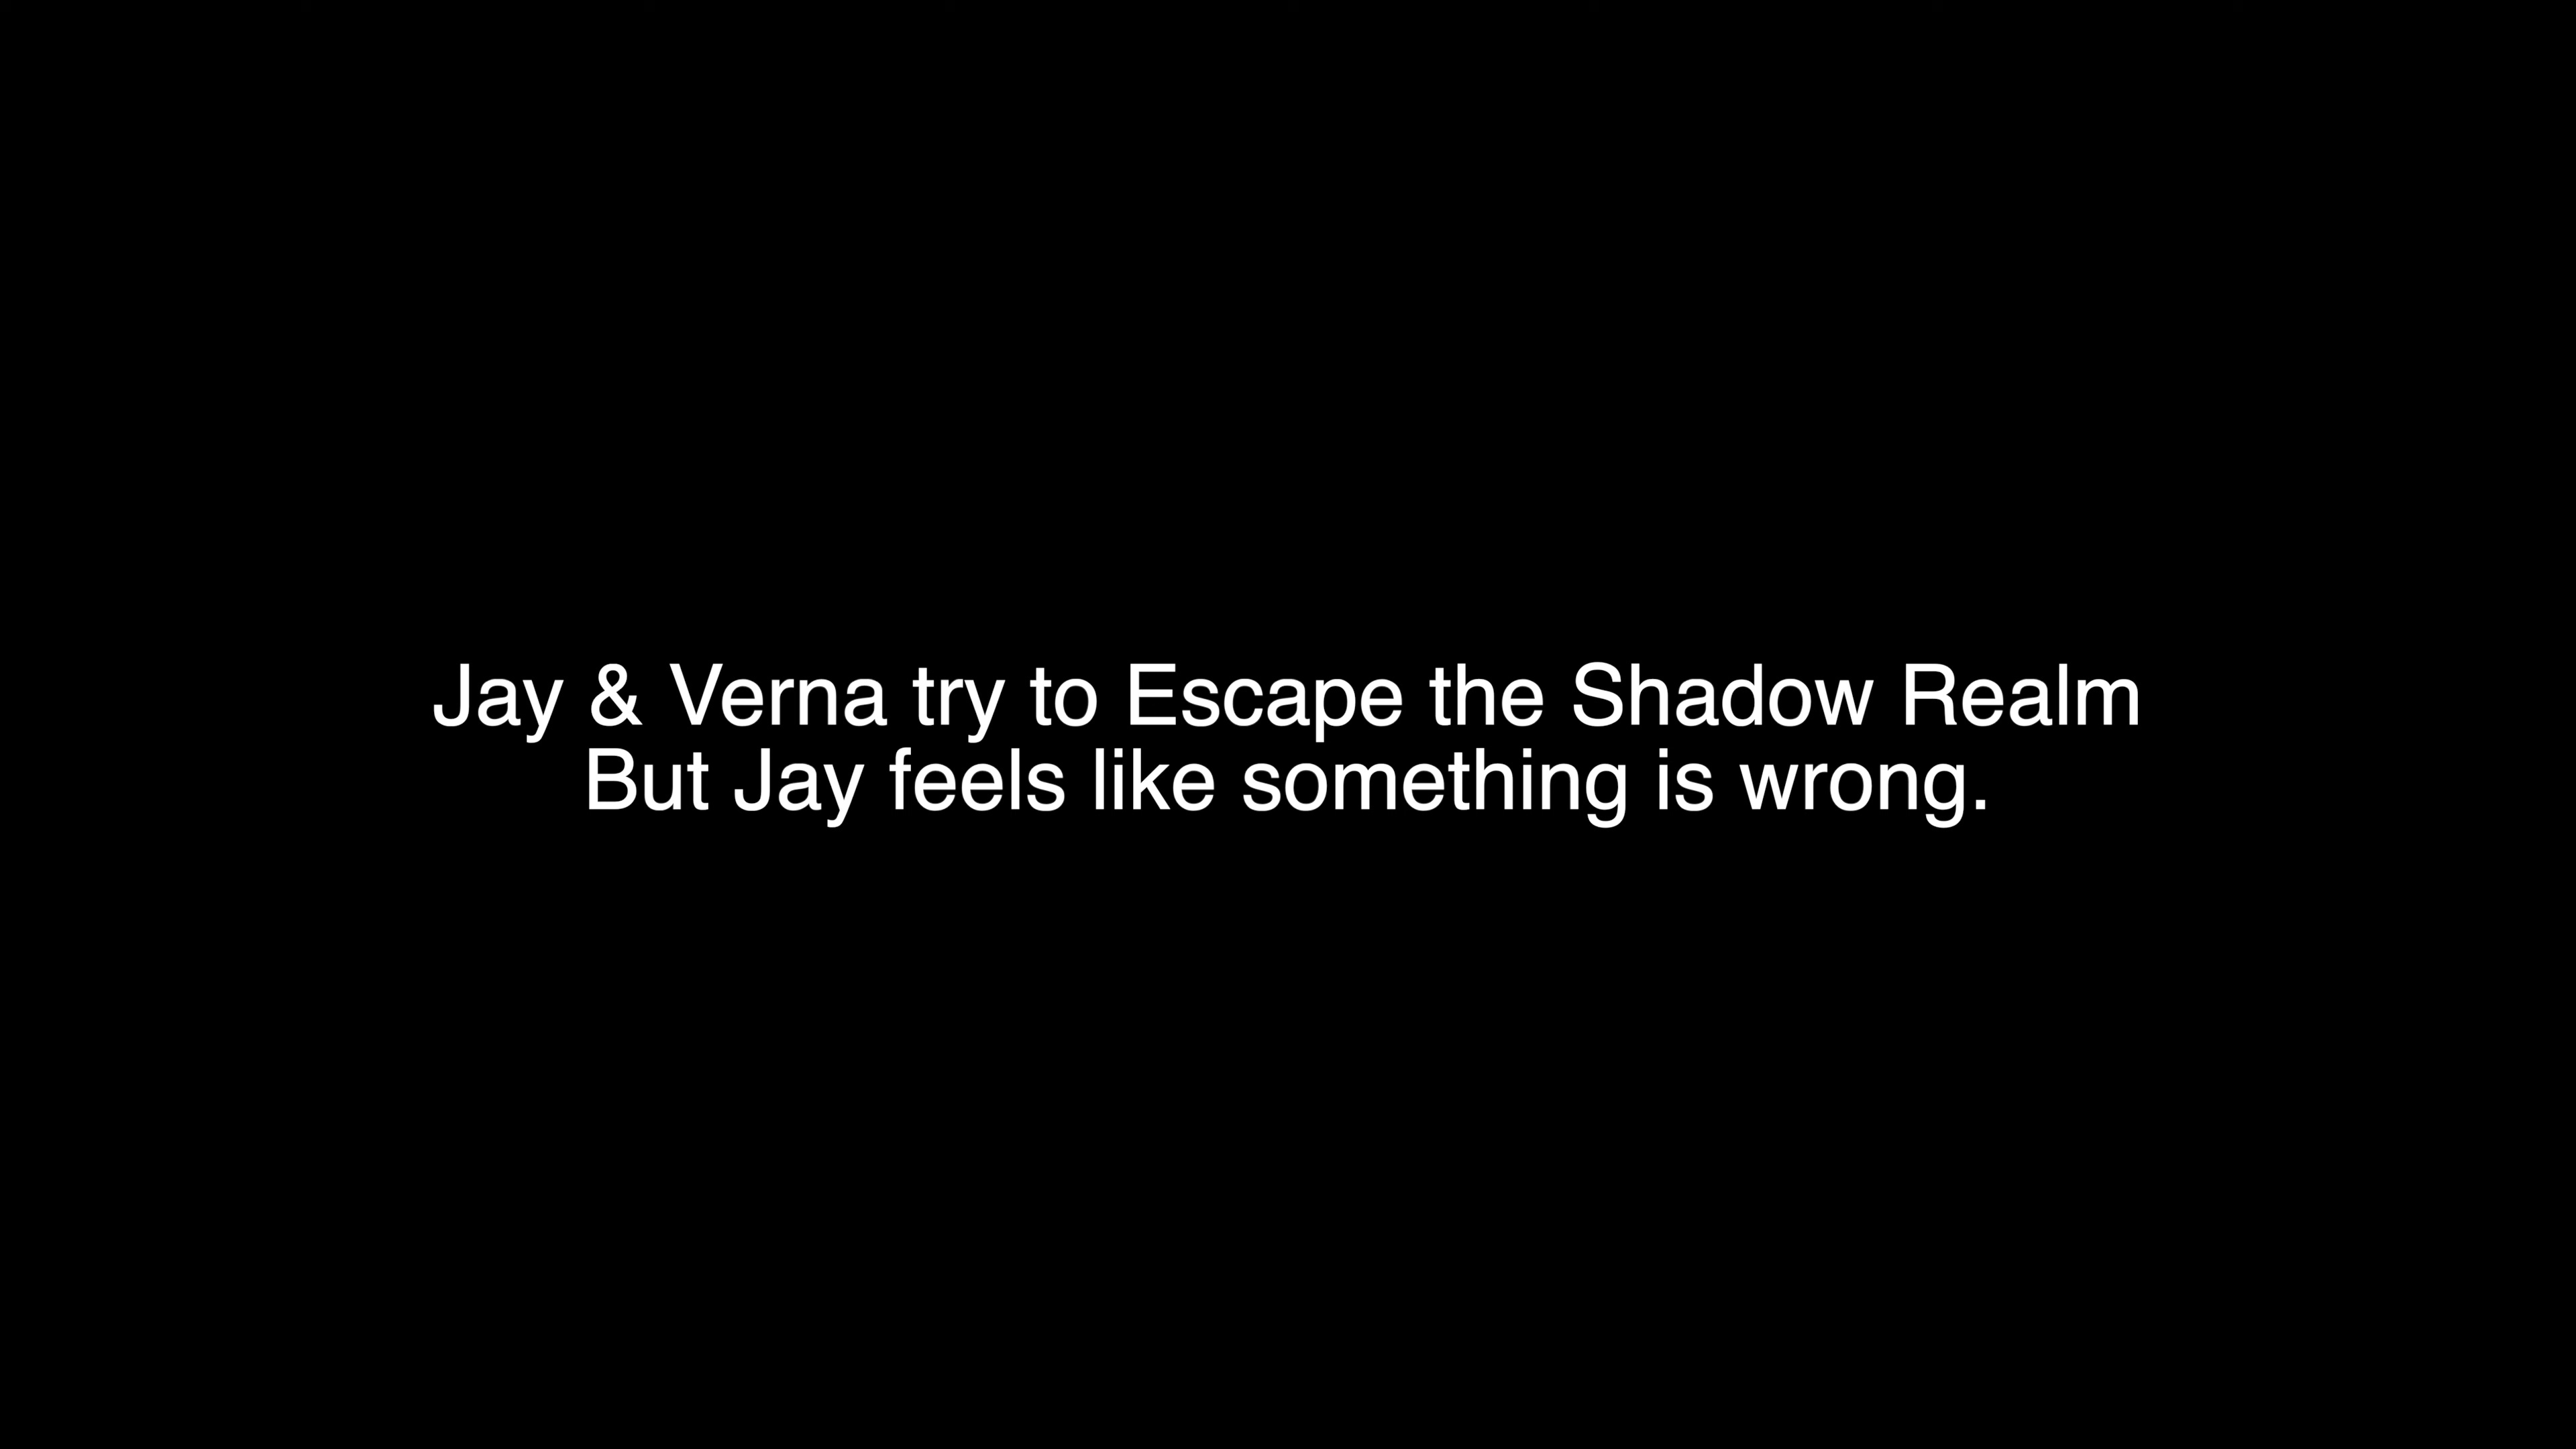 Jay & Verna try to Escape the Shadow Realm
But Jay feels like something is wrong.